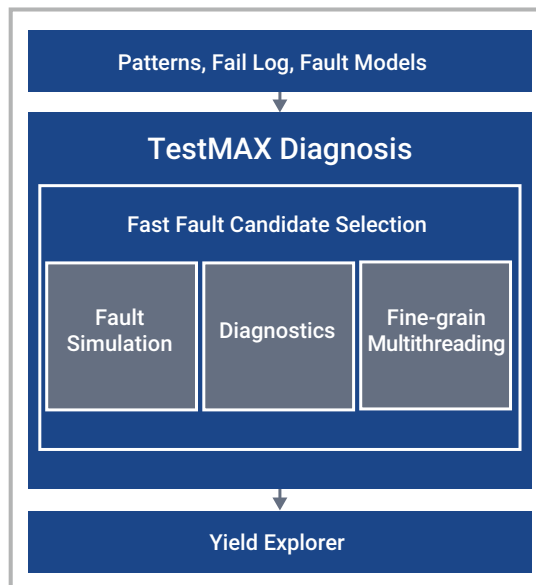 Patterns, Fail Log, Fault Models
TestMAX Diagnosis
Fast Fault Candidate Selection
Fault
Simulation
Diagnostics
Fine-grain
Multithreading
Yield Explorer